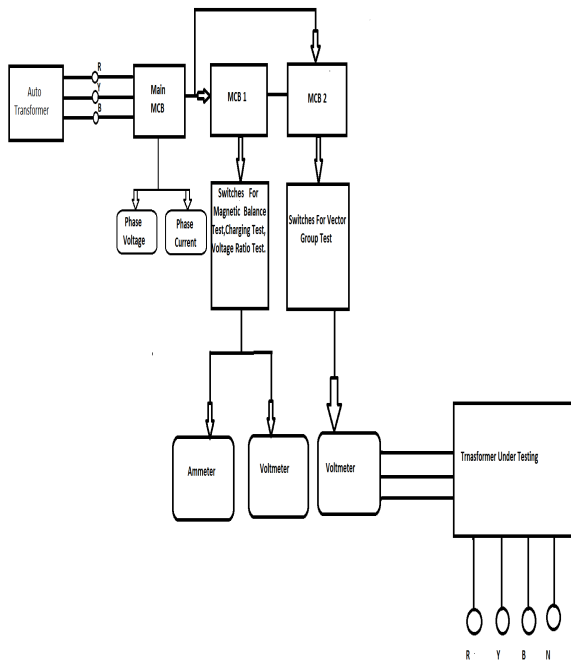 R
Y
B
Auto
Transformer
Main
MCB
MCB 1
MCB 2
Phase
Voltage
Phase
Current
Switches For
Magnetic Balance
Test,Charging Test,
Voltage Ratio Test.
Switches For Vector
Group Test
Ammeter
Voltmeter
Voltmeter
Tmasformer Under Testing
R Y B N